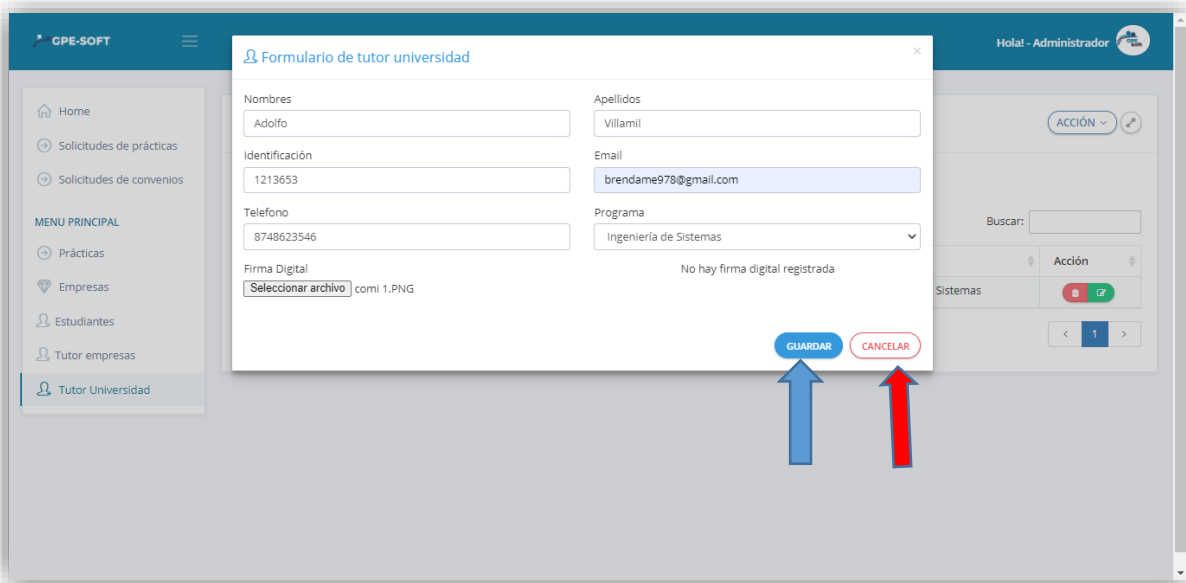 GPE-SOFT
Hola! - Administrador
Formulario de tutor universidad
×
Home
Solicitudes de prácticas
Solicitudes de convenios
MENU PRINCIPAL
Prácticas
Empresas
Estudiantes
Tutor empresas
Tutor Universidad
Nombres
Apellidos
Adolfo
Villamil
Identificación
Email
1213653
brendame978@gmail.com
Telefono
Programa
8748623546
Ingeniería de Sistemas
Firma Digital
No hay firma digital registrada
Seleccionar archivo comi 1.PNG
GUARDAR
CANCELAR
ACCIÓN
Buscar:
Acción
Sistemas
< 1 >